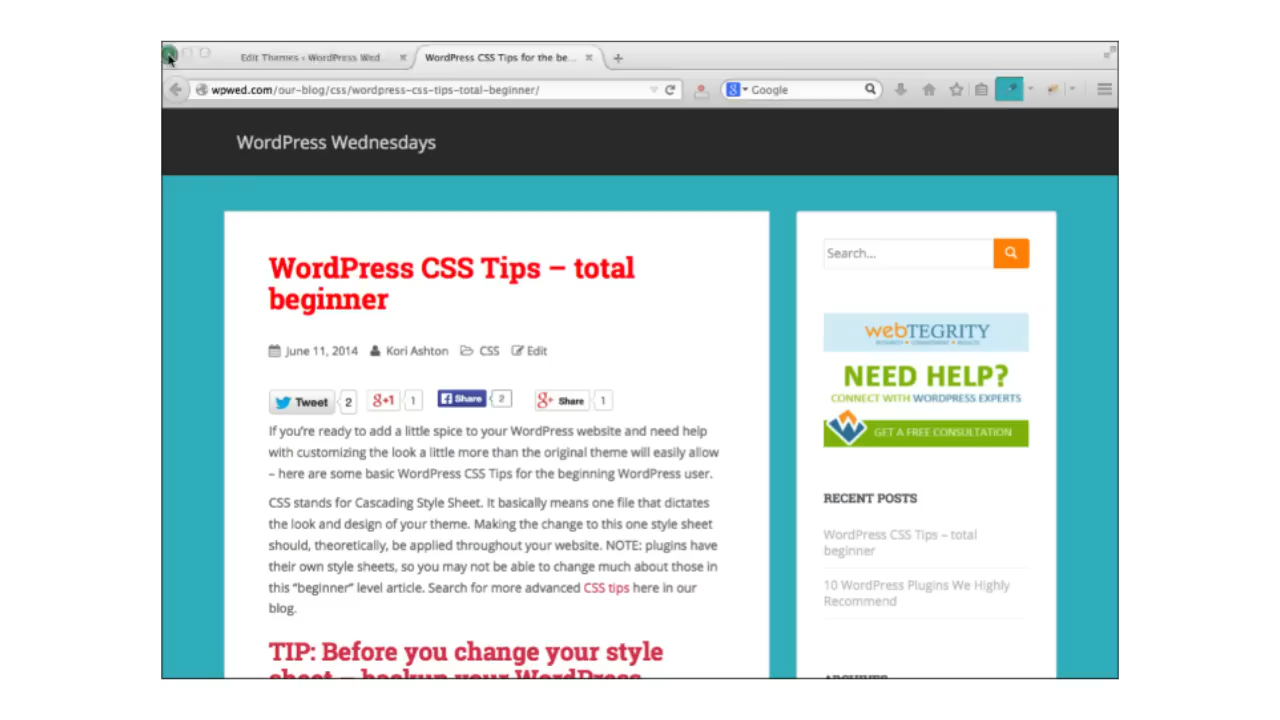 Edit Themes ‹ WordPress Wed
WordPress CSS Tips for the be...
wpwed.com/our-blog/css/wordpress-css-tips-total-beginner/
Google
WordPress Wednesdays
WordPress CSS Tips – total
beginner
June 11, 2014 Kori Ashton CSS Edit
Tweet 2 g+1 1 Share 2 g+ Share 1
If you're ready to add a little spice to your WordPress website and need help
with customizing the look a little more than the original theme will easily allow
– here are some basic WordPress CSS Tips for the beginning WordPress user.
CSS stands for Cascading Style Sheet. It basically means one file that dictates
the look and design of your theme. Making the change to this one style sheet
should, theoretically, be applied throughout your website. NOTE: plugins have
their own style sheets, so you may not be able to change much about those in
this "beginner" level article. Search for more advanced CSS tips here in our
blog.
TIP: Before you change your style
sheet – backup your WordPress
Search...
webTEGRITY
NEED HELP?
CONNECT WITH WORDPRESS EXPERTS
GET A FREE CONSULTATION
RECENT POSTS
WordPress CSS Tips – total
beginner
10 WordPress Plugins We Highly
Recommend
ARCHIVES